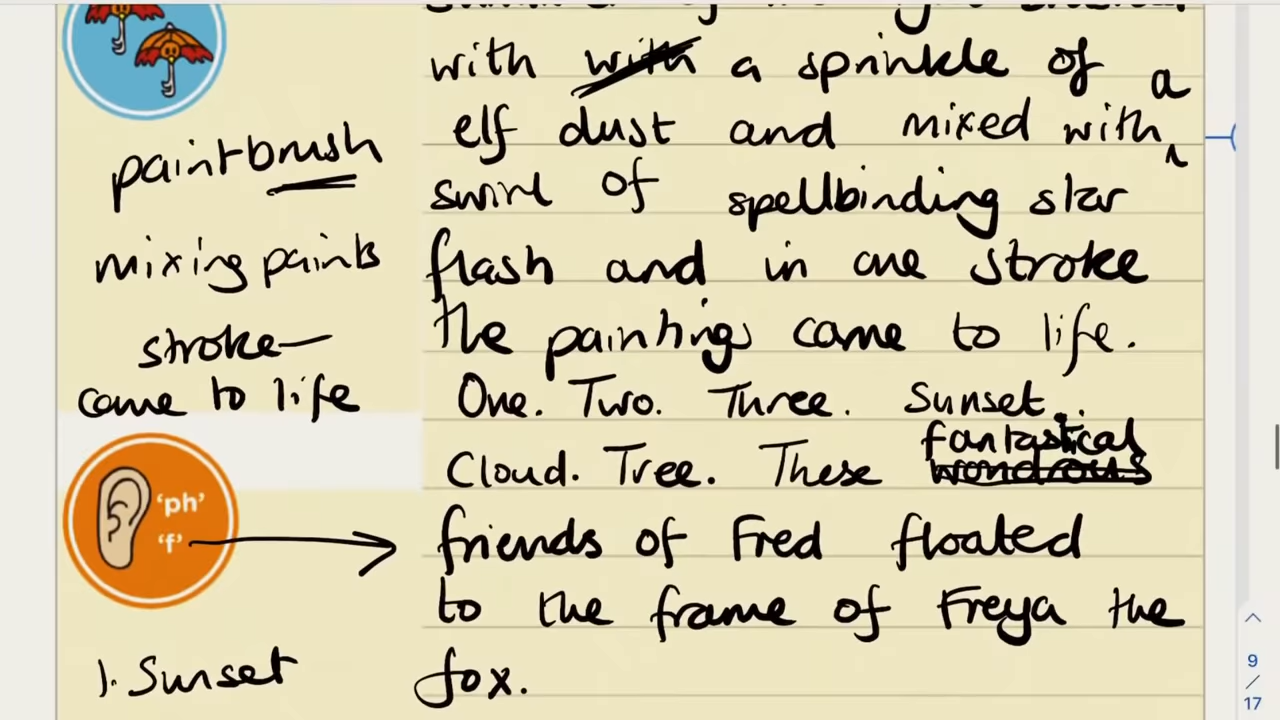 with with a sprinkle of a
elf dust and mixed with ^
swirl of spellbinding star
flash and in one stroke
the paintings came to life.
One. Two. Three. Sunset.
Cloud. Tree. These fantastical
wondrous
friends of Fred floated
to the frame of Freya the
fox.
paintbrush
mixing paints
stroke—
came to life
'ph'
'f'
1. Sunset
9
/
17